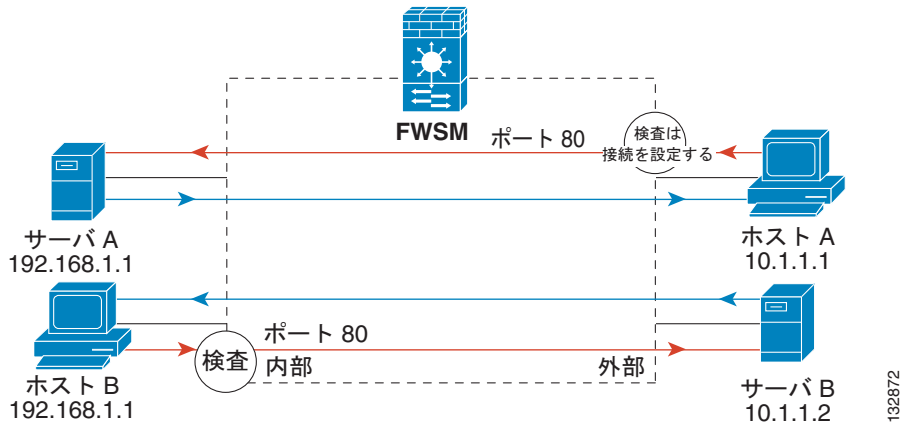 FWSM
ポート 80
検査は
接続を設定する
サーバ A
192.168.1.1
ホスト A
10.1.1.1
ポート 80
検査
内部
外部
ホスト B
192.168.1.1
サーバ B
10.1.1.2
132872